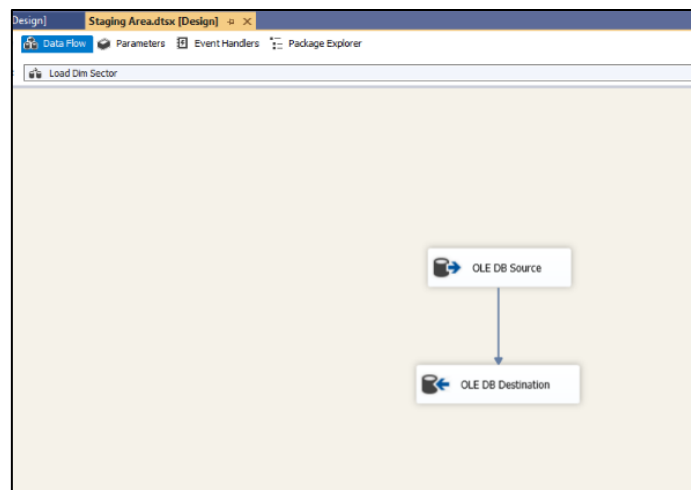 Design]
Staging Area.dtsx [Design]
Data Flow Parameters Event Handlers Package Explorer
Load Dim Sector
OLE DB Source
OLE DB Destination